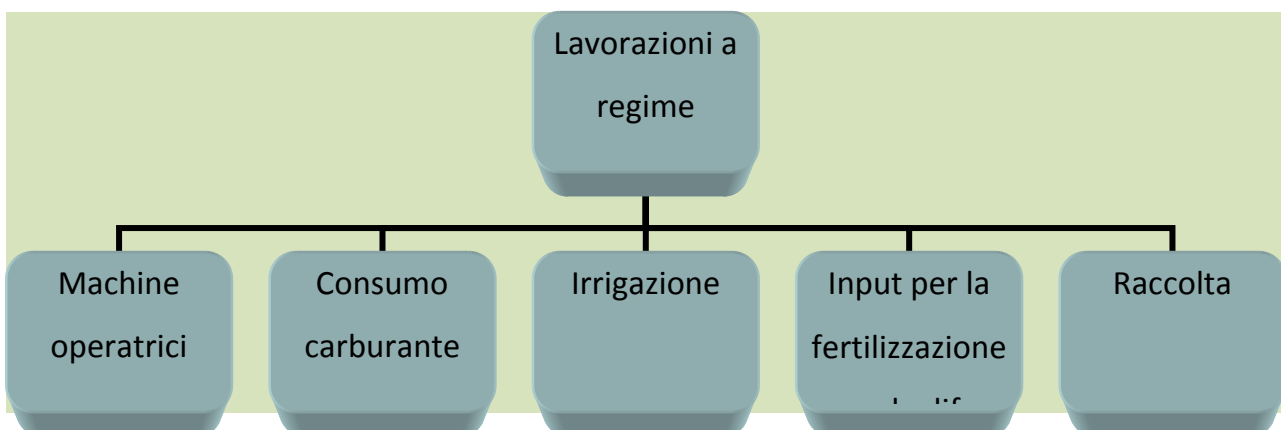 Lavorazioni a
regime
Machine
operatrici
Consumo
carburante
Irrigazione
Input per la
fertilizzazione
Raccolta